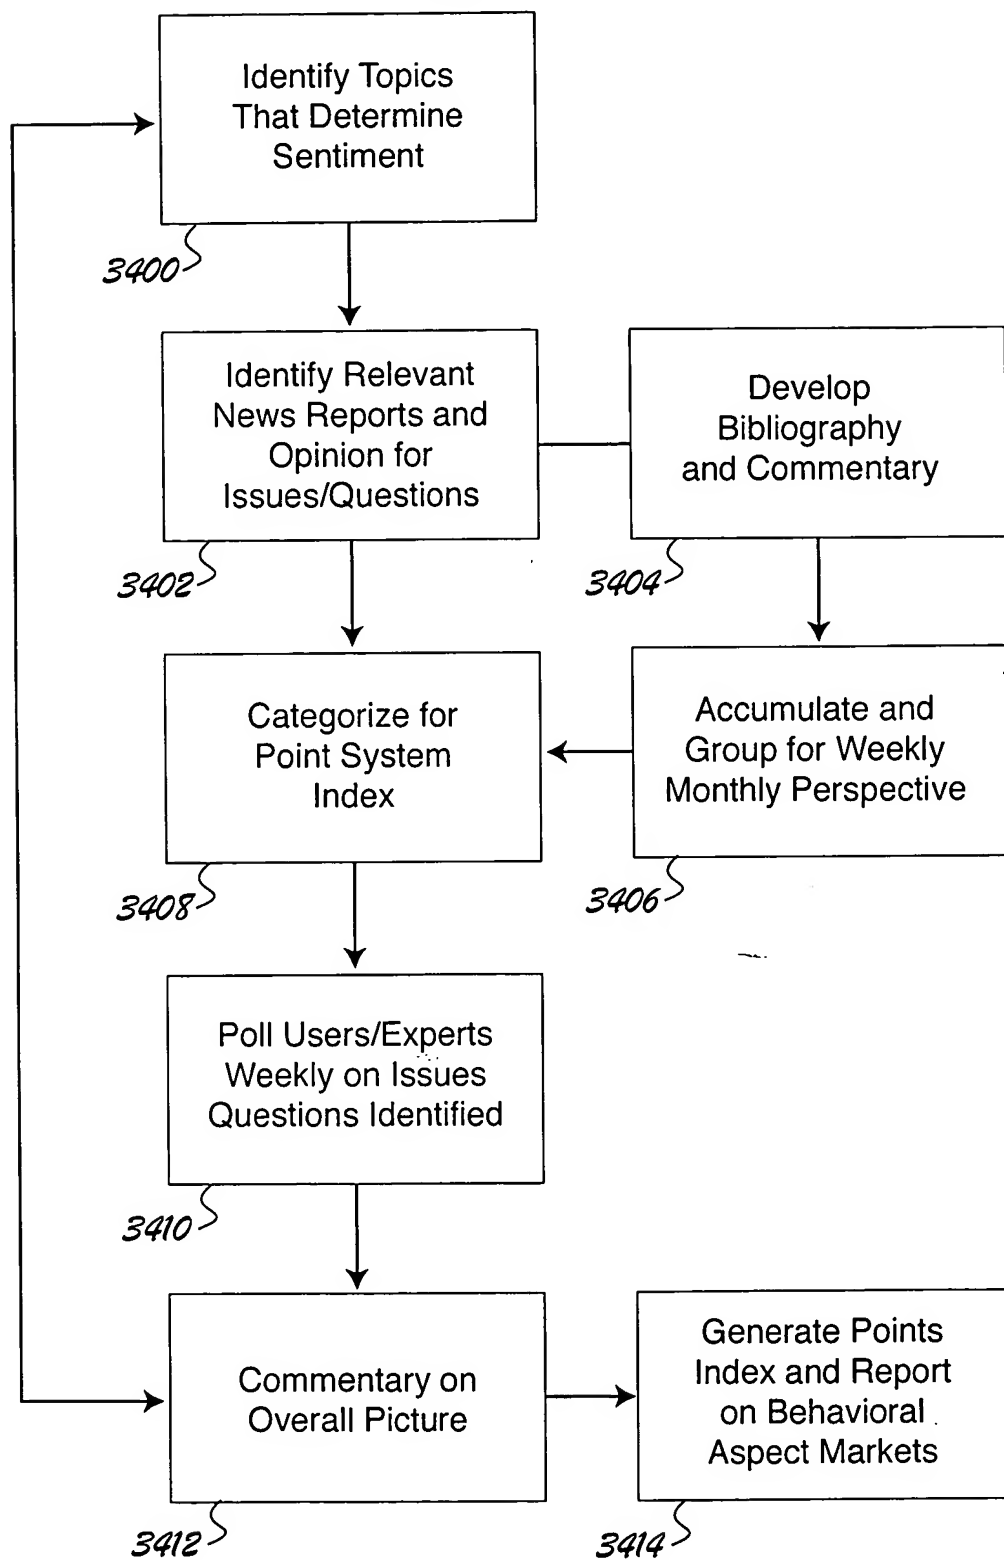 Identify Topics
That Determine
Sentiment
3400
Identify Relevant
News Reports and
Opinion for
Issues/Questions
3402
Develop
Bibliography
and Commentary
3404
Categorize for
Point System
Index
3408
Accumulate and
Group for Weekly
Monthly Perspective
3406
Poll Users/Experts
Weekly on Issues
Questions Identified
3410
Commentary on
Overall Picture
3412
Generate Points
Index and Report
on Behavioral
Aspect Markets
3414